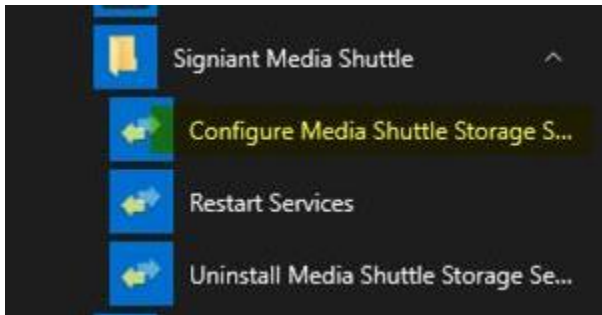 Signiant Media Shuttle
Configure Media Shuttle Storage S...
Restart Services
Uninstall Media Shuttle Storage Se...